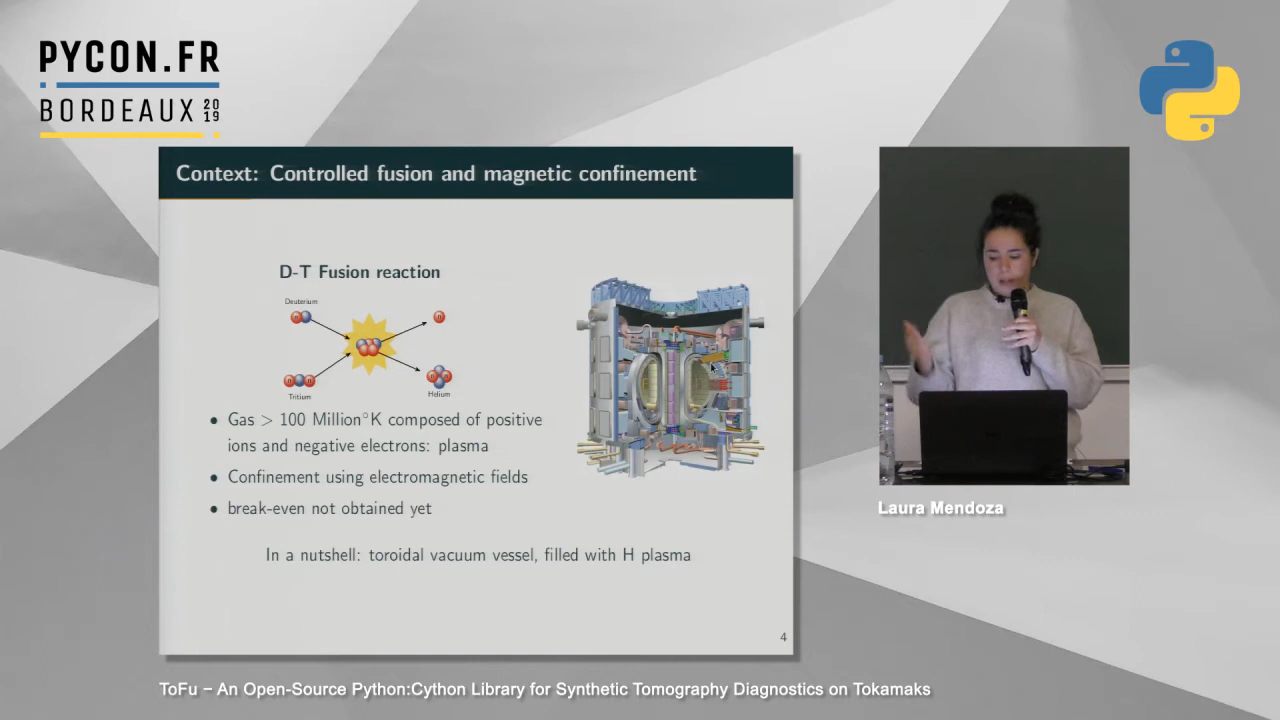 PYCON.FR
BORDEAUX 2019
Context: Controlled fusion and magnetic confinement
D-T Fusion reaction
Deuterium
n
n n
Tritium
Helium
• Gas > 100 Million°K composed of positive
ions and negative electrons: plasma
• Confinement using electromagnetic fields
• break-even not obtained yet
In a nutshell: toroidal vacuum vessel, filled with H plasma
4
Laura Mendoza
ToFu – An Open-Source Python:Cython Library for Synthetic Tomography Diagnostics on Tokamaks